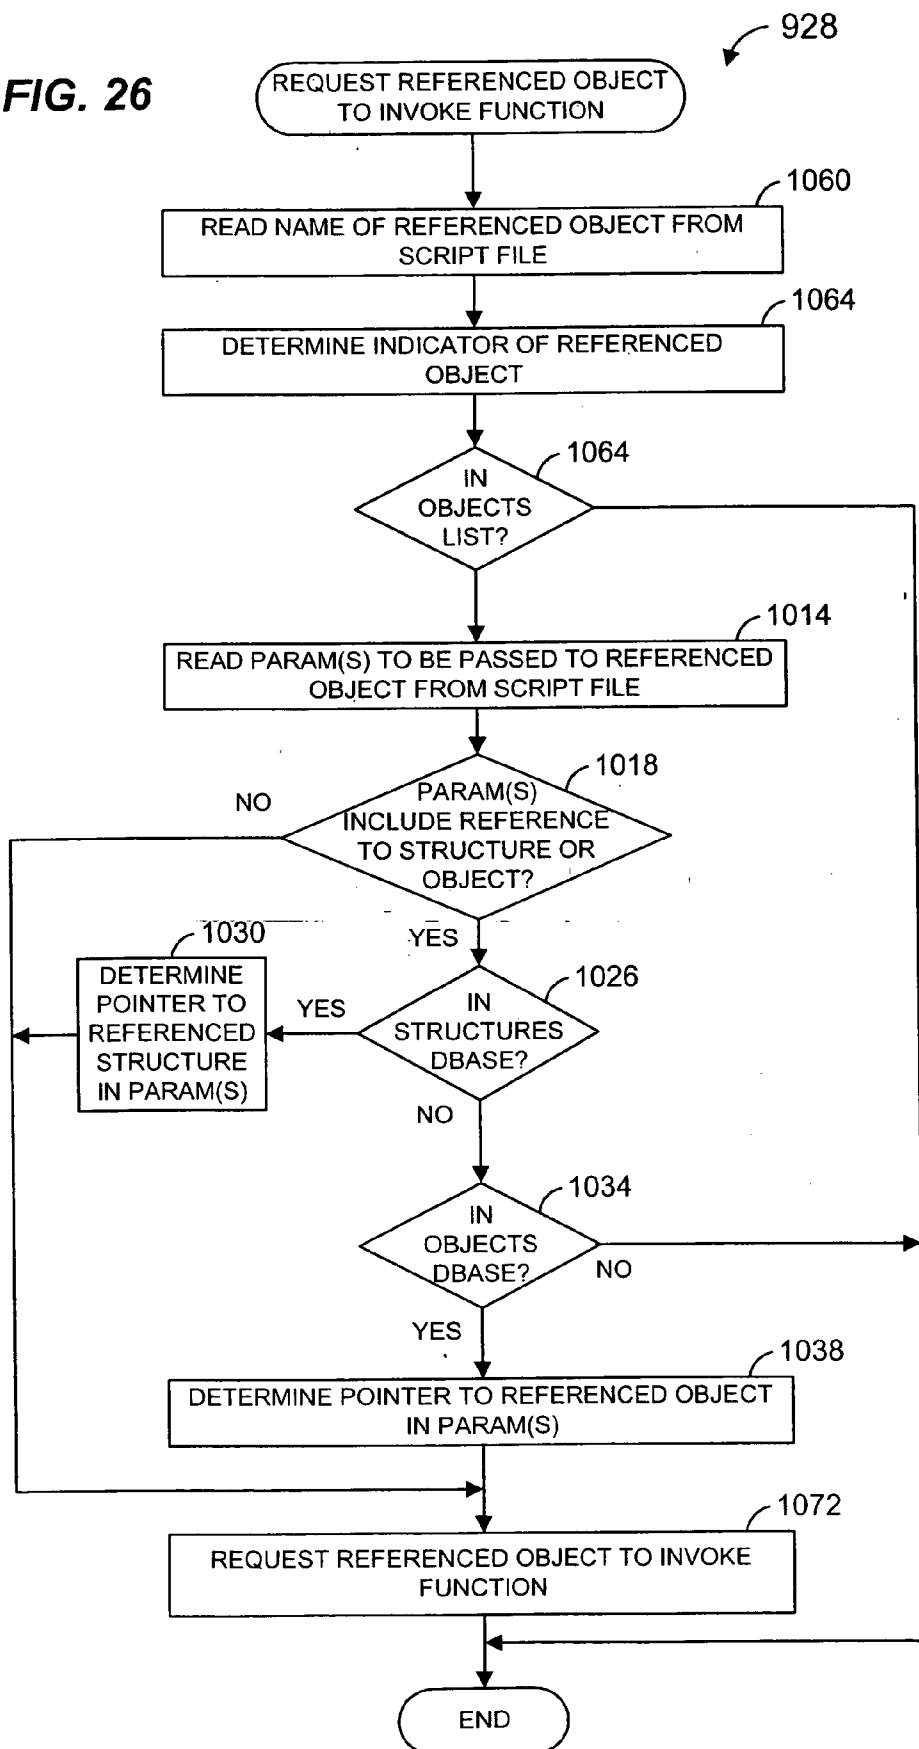 928
FIG. 26
REQUEST REFERENCED OBJECT
TO INVOKE FUNCTION
1060
READ NAME OF REFERENCED OBJECT FROM
SCRIPT FILE
1064
DETERMINE INDICATOR OF REFERENCED
OBJECT
1064
IN
OBJECTS
LIST?
1014
READ PARAM(S) TO BE PASSED TO REFERENCED
OBJECT FROM SCRIPT FILE
1018
NO
PARAM(S)
INCLUDE REFERENCE
TO STRUCTURE OR
OBJECT?
YES
1030
DETERMINE
POINTER TO
REFERENCED
STRUCTURE
IN PARAM(S)
YES
1026
IN
STRUCTURES
DBASE?
NO
1034
IN
OBJECTS
DBASE?
NO
YES
1038
DETERMINE POINTER TO REFERENCED OBJECT
IN PARAM(S)
1072
REQUEST REFERENCED OBJECT TO INVOKE
FUNCTION
END